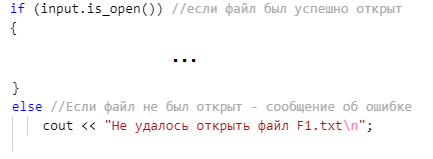 if (input.is_open()) //если файл был успешно открыт
{
...
}
else //Если файл не был открыт - сообщение об ошибке
cout << "Не удалось открыть файл F1.txt\n";